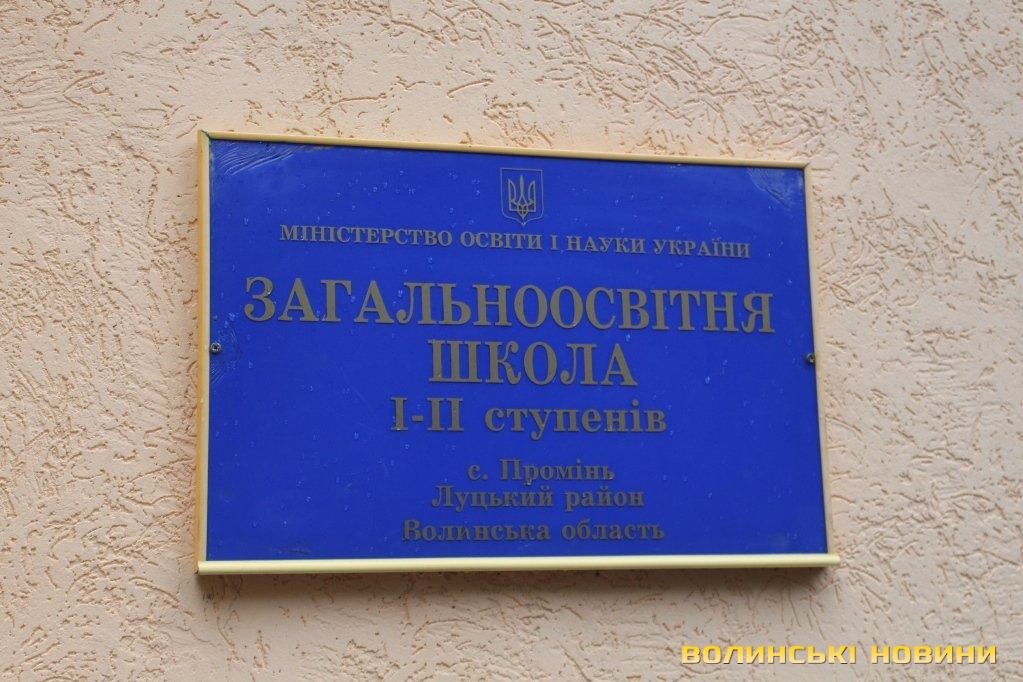 МІНІСТЕРСТВО ОСВІТИ І НАУКИ УКРАЇНИ
ЗАГАЛЬНООСВІТНЯ
ШКОЛА
І-ІІ ступенів
с. Промінь
Луцький район
Волинська область
ВОЛИНСЬКІ НОВИНИ